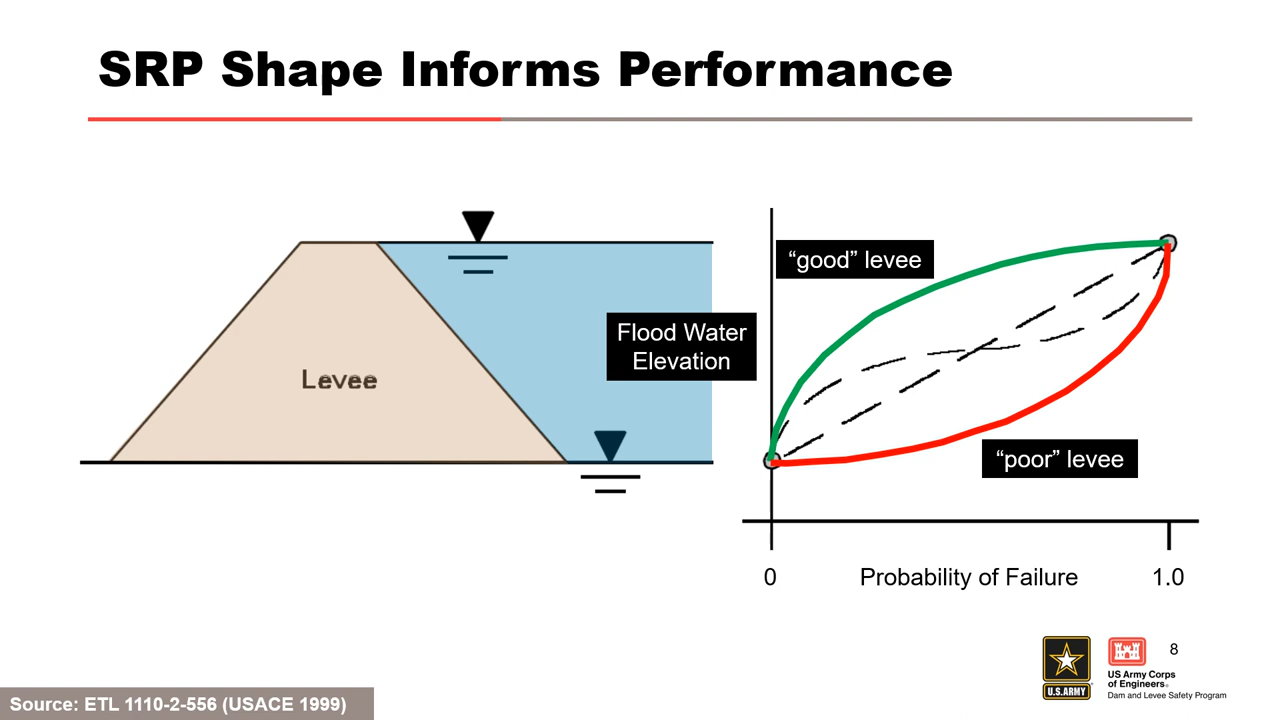 SRP Shape Informs Performance
“good” levee
Flood Water
Elevation
Levee
“poor” levee
0
Probability of Failure
1.0
8
U.S.ARMY
US Army Corps
of Engineers®
Dam and Levee Safety Program
Source: ETL 1110-2-556 (USACE 1999)